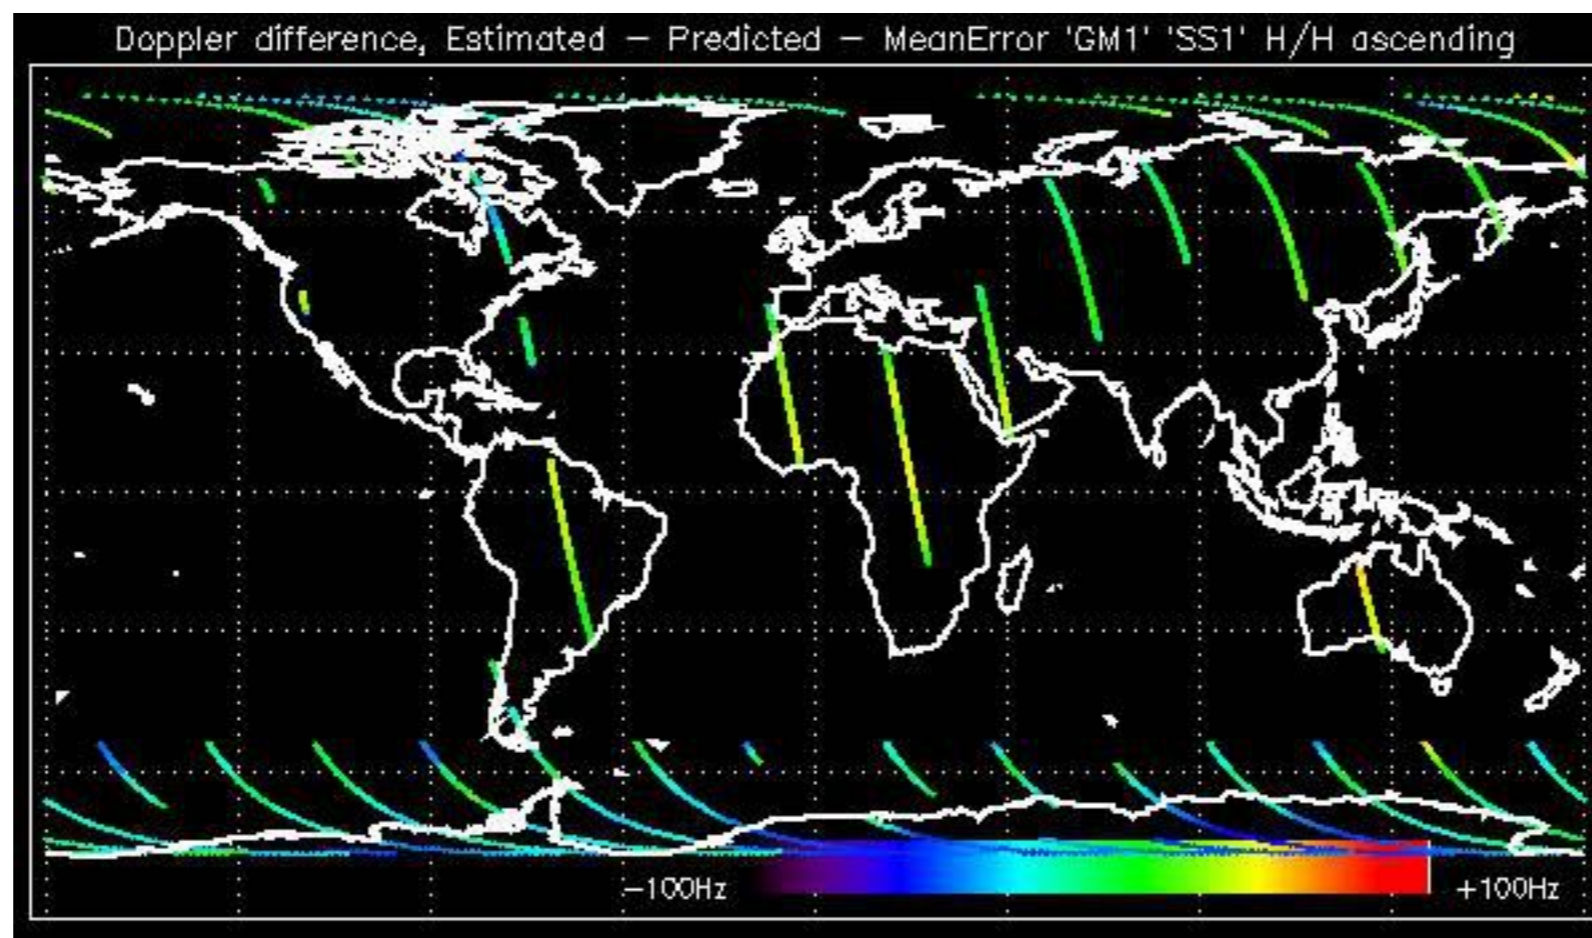 Doppler difference, Estimated − Predicted − MeanError 'GM1' 'SS1' H/H ascending
−100Hz
+100Hz